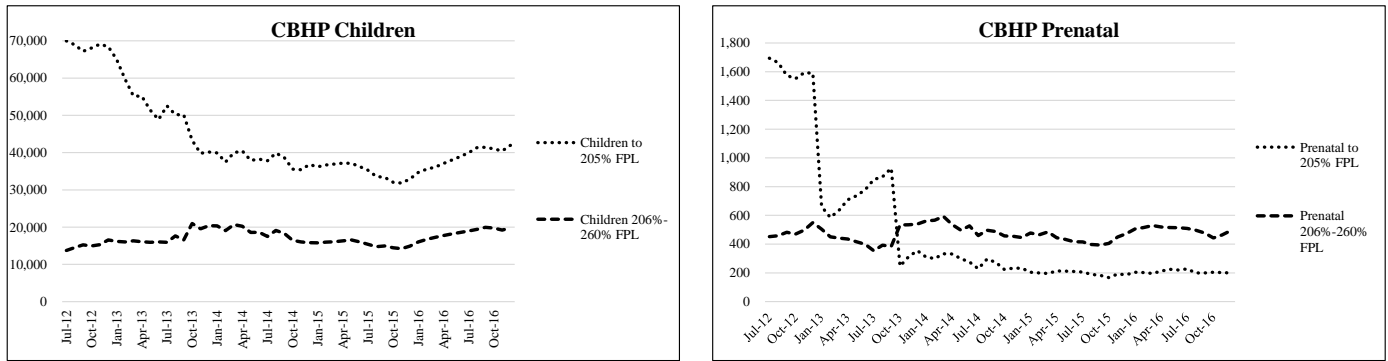 CBHP Children
70,000
60,000
50,000
40,000
30,000
20,000
10,000
0
Jul-12
Oct-12
Jan-13
Apr-13
Jul-13
Oct-13
Jan-14
Apr-14
Jul-14
Oct-14
Jan-15
Apr-15
Jul-15
Oct-15
Jan-16
Apr-16
Jul-16
Oct-16
Children to
205% FPL
Children 206%-
260% FPL
CBHP Prenatal
1,800
1,600
1,400
1,200
1,000
800
600
400
200
0
Jul-12
Oct-12
Jan-13
Apr-13
Jul-13
Oct-13
Jan-14
Apr-14
Jul-14
Oct-14
Jan-15
Apr-15
Jul-15
Oct-15
Jan-16
Apr-16
Jul-16
Oct-16
Prenatal to
205% FPL
Prenatal
206%-260% FPL